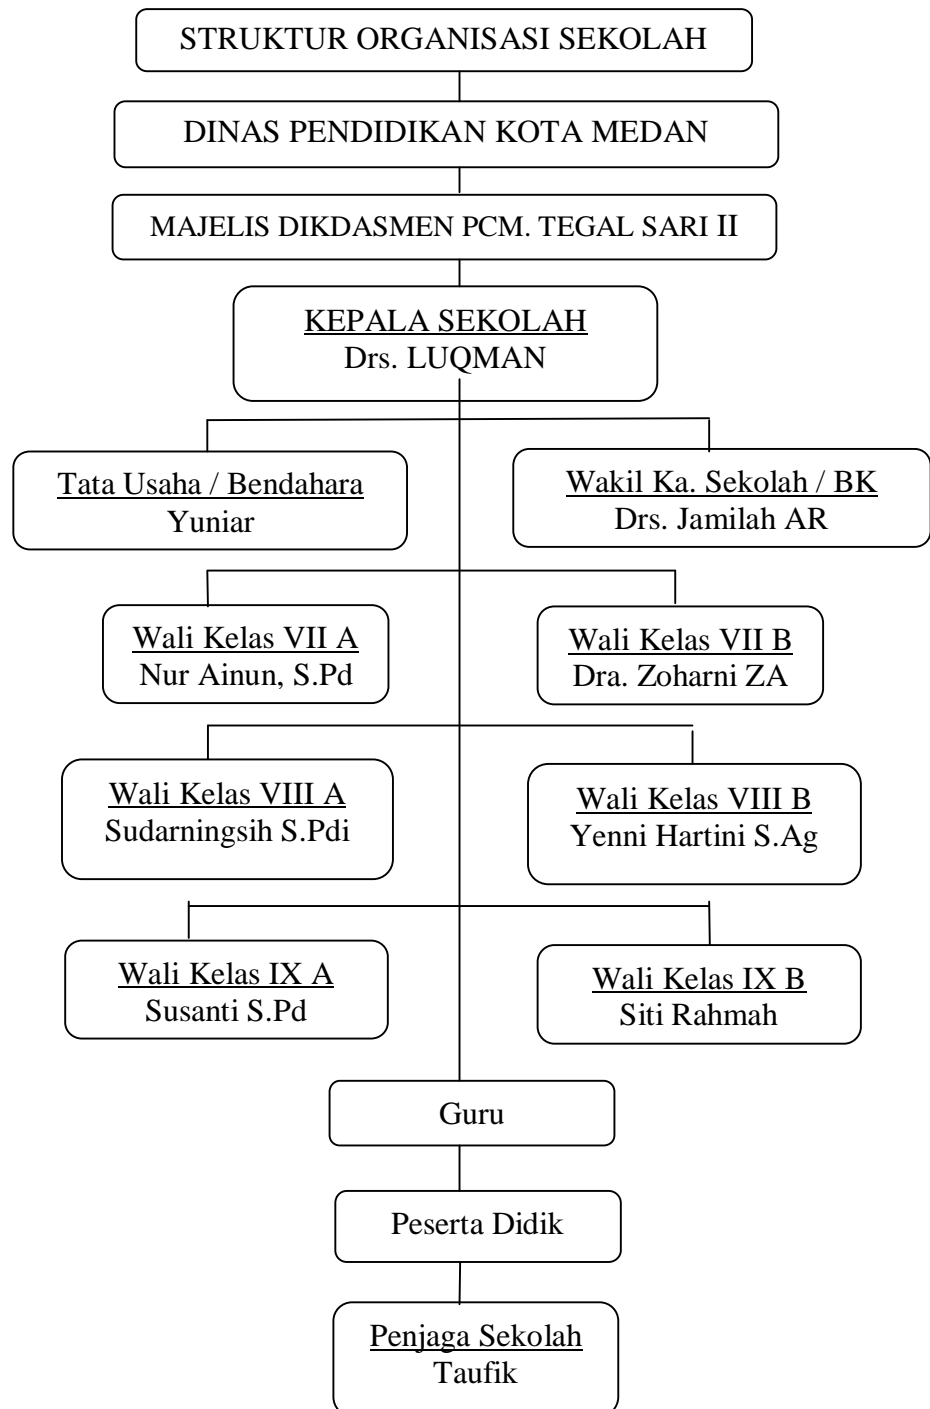 STRUKTUR ORGANISASI SEKOLAH
DINAS PENDIDIKAN KOTA MEDAN
MAJELIS DIKDASMEN PCM. TEGAL SARI II
KEPALA SEKOLAH
Drs. LUQMAN
Tata Usaha / Bendahara
Yuniar
Wakil Ka. Sekolah / BK
Drs. Jamilah AR
Wali Kelas VII A
Nur Ainun, S.Pd
Wali Kelas VII B
Dra. Zoharni ZA
Wali Kelas VIII A
Sudarningsih S.Pdi
Wali Kelas VIII B
Yenni Hartini S.Ag
Wali Kelas IX A
Susanti S.Pd
Wali Kelas IX B
Siti Rahmah
Guru
Peserta Didik
Penjaga Sekolah
Taufik